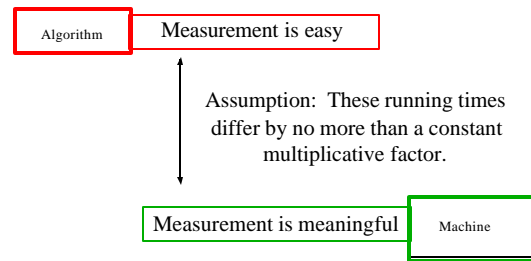 Algorithm
Measurement is easy
Assumption: These running times
differ by no more than a constant
multiplicative factor.
Measurement is meaningful
Machine